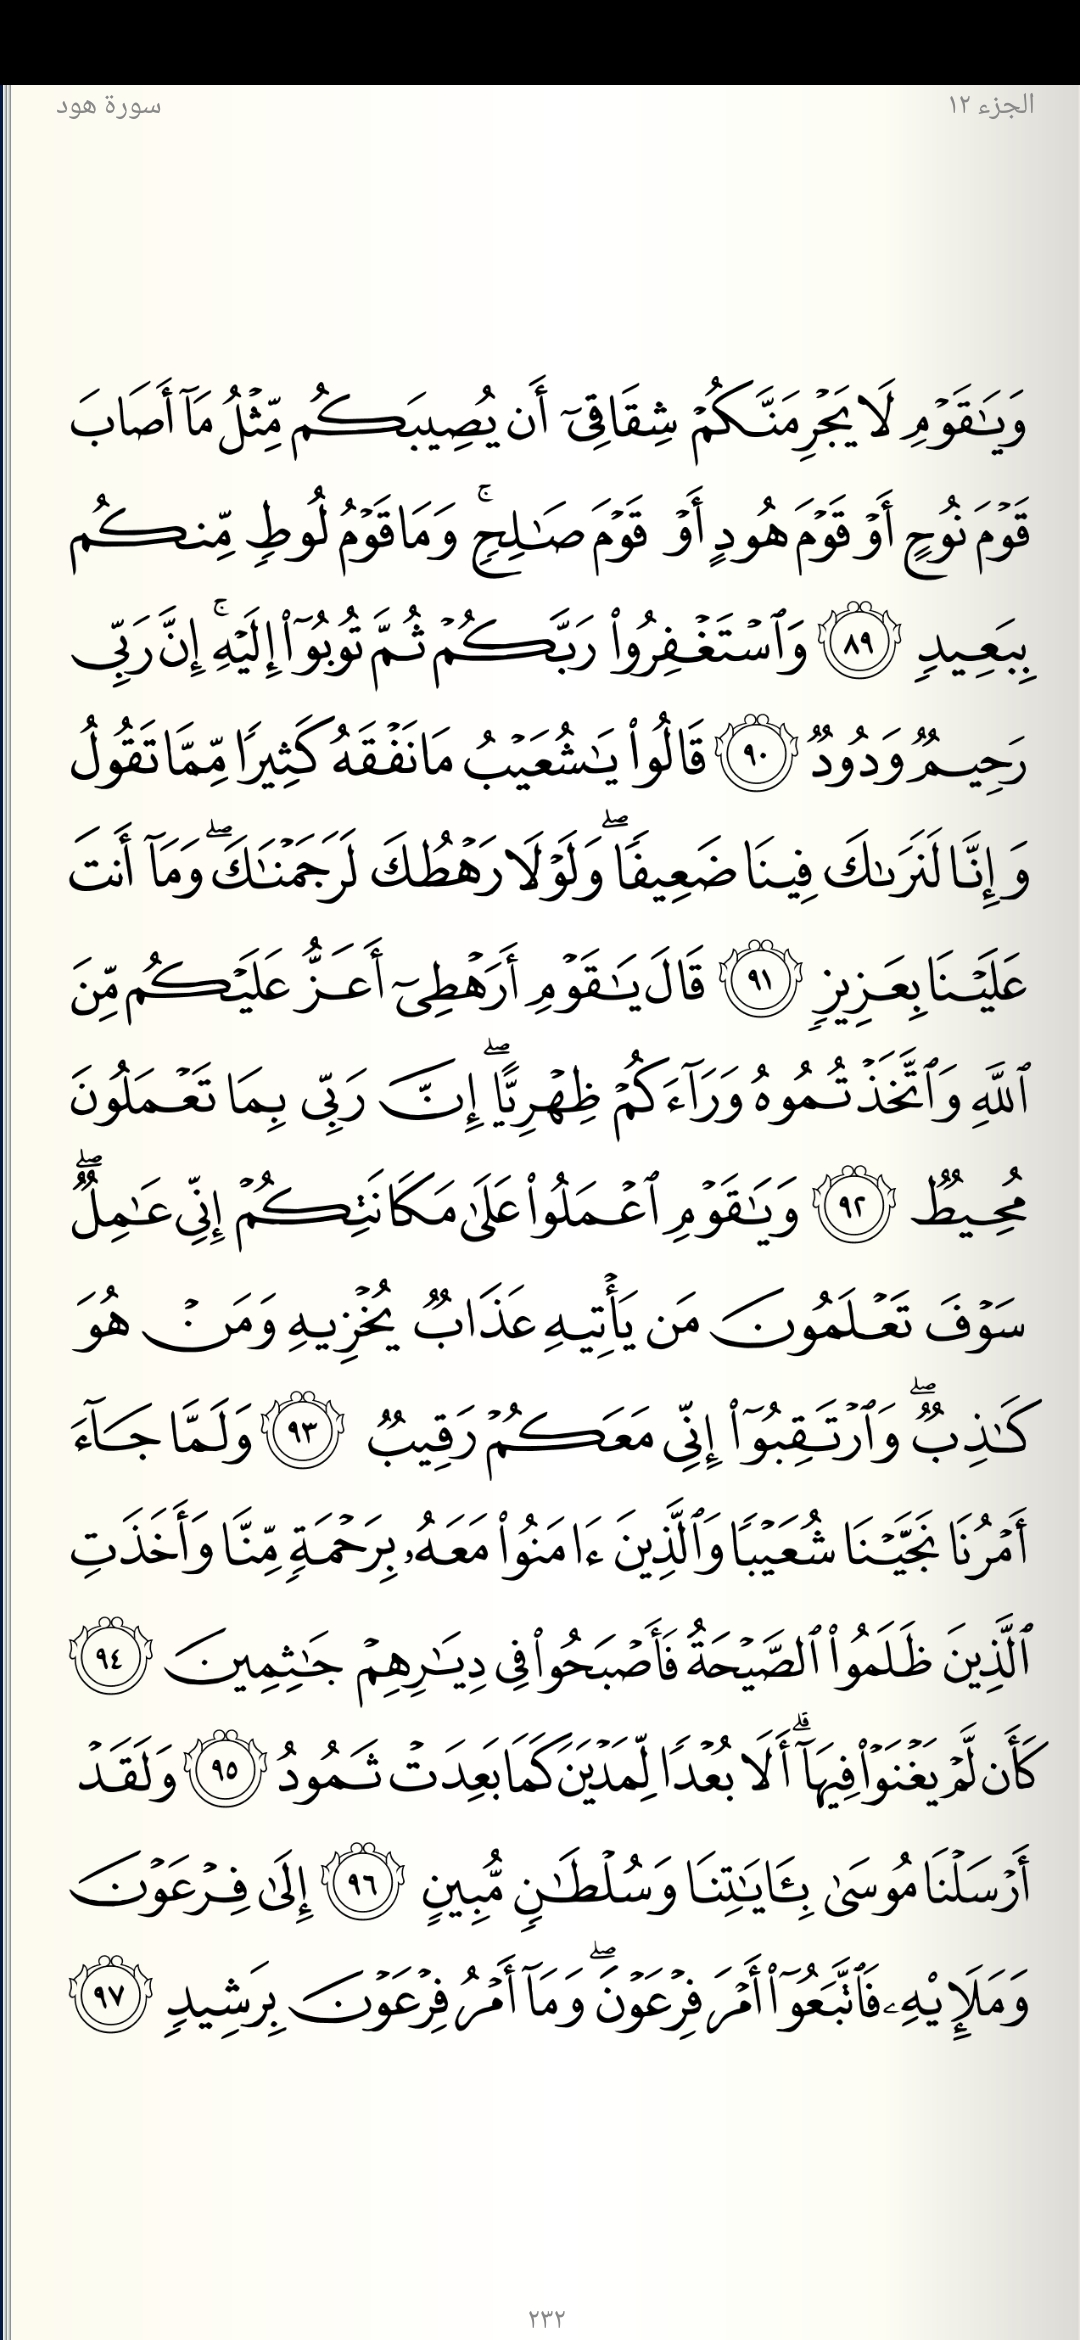 الجزء ١٢
سورة هود
وَيَٰقَوۡمِ لَا يَجۡرِمَنَّكُمۡ شِقَاقِيٓ أَن يُصِيبَكُم مِّثۡلُ مَآ أَصَابَ
قَوۡمَ نُوحٍ أَوۡ قَوۡمَ هُودٍ أَوۡ قَوۡمَ صَٰلِحٖۚ وَمَا قَوۡمُ لُوطٖ مِّنكُم
بِبَعِيدٖ ٨٩ وَٱسۡتَغۡفِرُواْ رَبَّكُمۡ ثُمَّ تُوبُوٓاْ إِلَيۡهِۚ إِنَّ رَبِّي
رَحِيمٞ وَدُودٞ ٩٠ قَالُواْ يَٰشُعَيۡبُ مَا نَفۡقَهُ كَثِيرٗا مِّمَّا تَقُولُ
وَإِنَّا لَنَرَىٰكَ فِينَا ضَعِيفٗاۖ وَلَوۡلَا رَهۡطُكَ لَرَجَمۡنَٰكَۖ وَمَآ أَنتَ
عَلَيۡنَا بِعَزِيزٖ ٩١ قَالَ يَٰقَوۡمِ أَرَهۡطِيٓ أَعَزُّ عَلَيۡكُم مِّنَ
ٱللَّهِ وَٱتَّخَذۡتُمُوهُ وَرَآءَكُمۡ ظِهۡرِيًّاۖ إِنَّ رَبِّي بِمَا تَعۡمَلُونَ
مُحِيطٞ ٩٢ وَيَٰقَوۡمِ ٱعۡمَلُواْ عَلَىٰ مَكَانَتِكُمۡ إِنِّي عَٰمِلٞۖ
سَوۡفَ تَعۡلَمُونَ مَن يَأۡتِيهِ عَذَابٞ يُخۡزِيهِ وَمَنۡ هُوَ
كَٰذِبٞۖ وَٱرۡتَقِبُوٓاْ إِنِّي مَعَكُمۡ رَقِيبٞ ٩٣ وَلَمَّا جَآءَ
أَمۡرُنَا نَجَّيۡنَا شُعَيۡبٗا وَٱلَّذِينَ ءَامَنُواْ مَعَهُۥ بِرَحۡمَةٖ مِّنَّا وَأَخَذَتِ
ٱلَّذِينَ ظَلَمُواْ ٱلصَّيۡحَةُ فَأَصۡبَحُواْ فِي دِيَٰرِهِمۡ جَٰثِمِينَ ٩٤
كَأَن لَّمۡ يَغۡنَوۡاْ فِيهَآۗ أَلَا بُعۡدٗا لِّمَدۡيَنَ كَمَا بَعِدَتۡ ثَمُودُ ٩٥ وَلَقَدۡ
أَرۡسَلۡنَا مُوسَىٰ بِـَٔايَٰتِنَا وَسُلۡطَٰنٖ مُّبِينٍ ٩٦ إِلَىٰ فِرۡعَوۡنَ
وَمَلَإِيْهِۦ فَٱتَّبَعُوٓاْ أَمۡرَ فِرۡعَوۡنَۖ وَمَآ أَمۡرُ فِرۡعَوۡنَ بِرَشِيدٖ ٩٧
٢٣٢